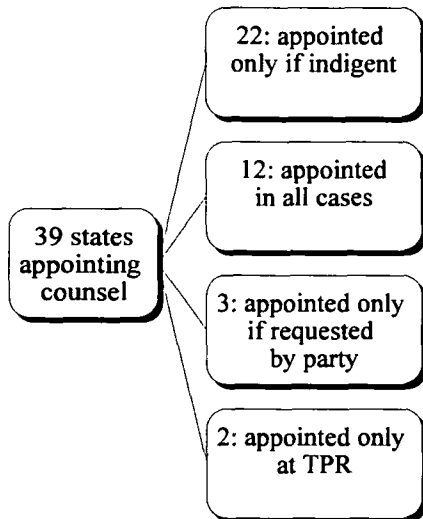 39 states
appointing
counsel
22: appointed
only if indigent
12: appointed
in all cases
3: appointed only
if requested
by party
2: appointed only
at TPR